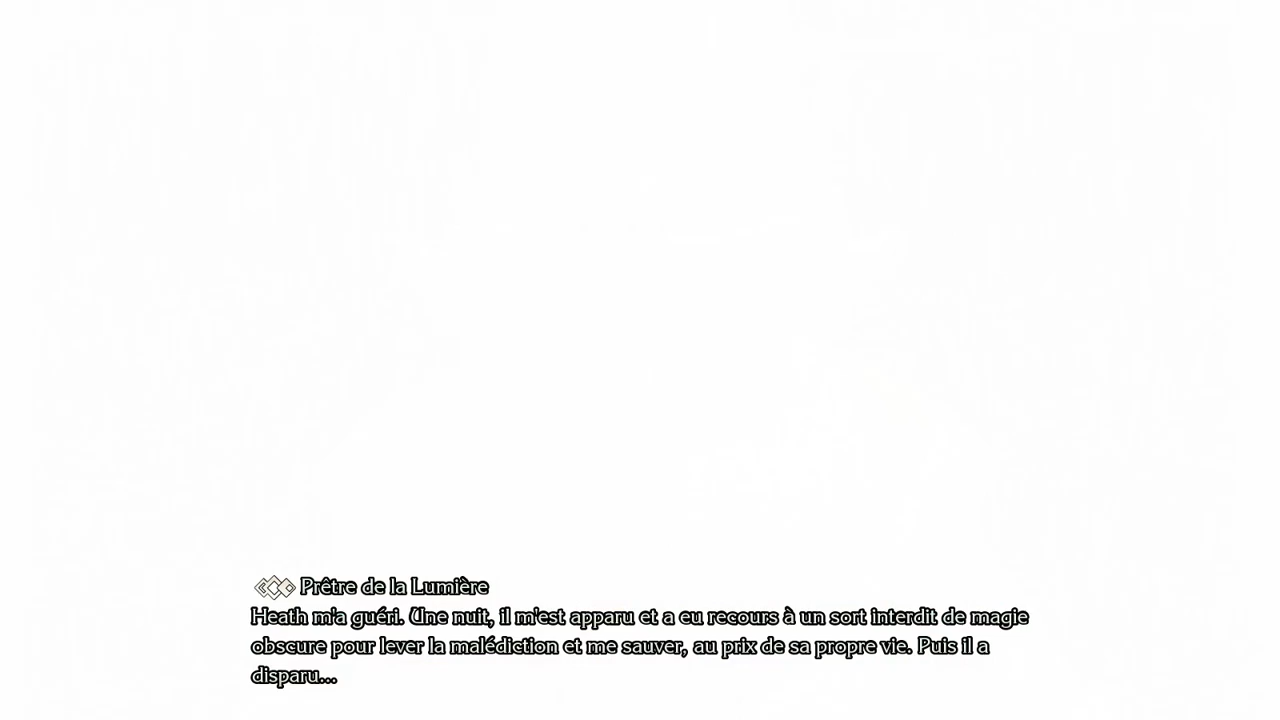 Prêtre de la Lumière
Heath m'a guéri. Une nuit, il m'est apparu et a eu recours à un sort interdit de magie
obscure pour lever la malédiction et me sauver, au prix de sa propre vie. Puis il a
disparu...